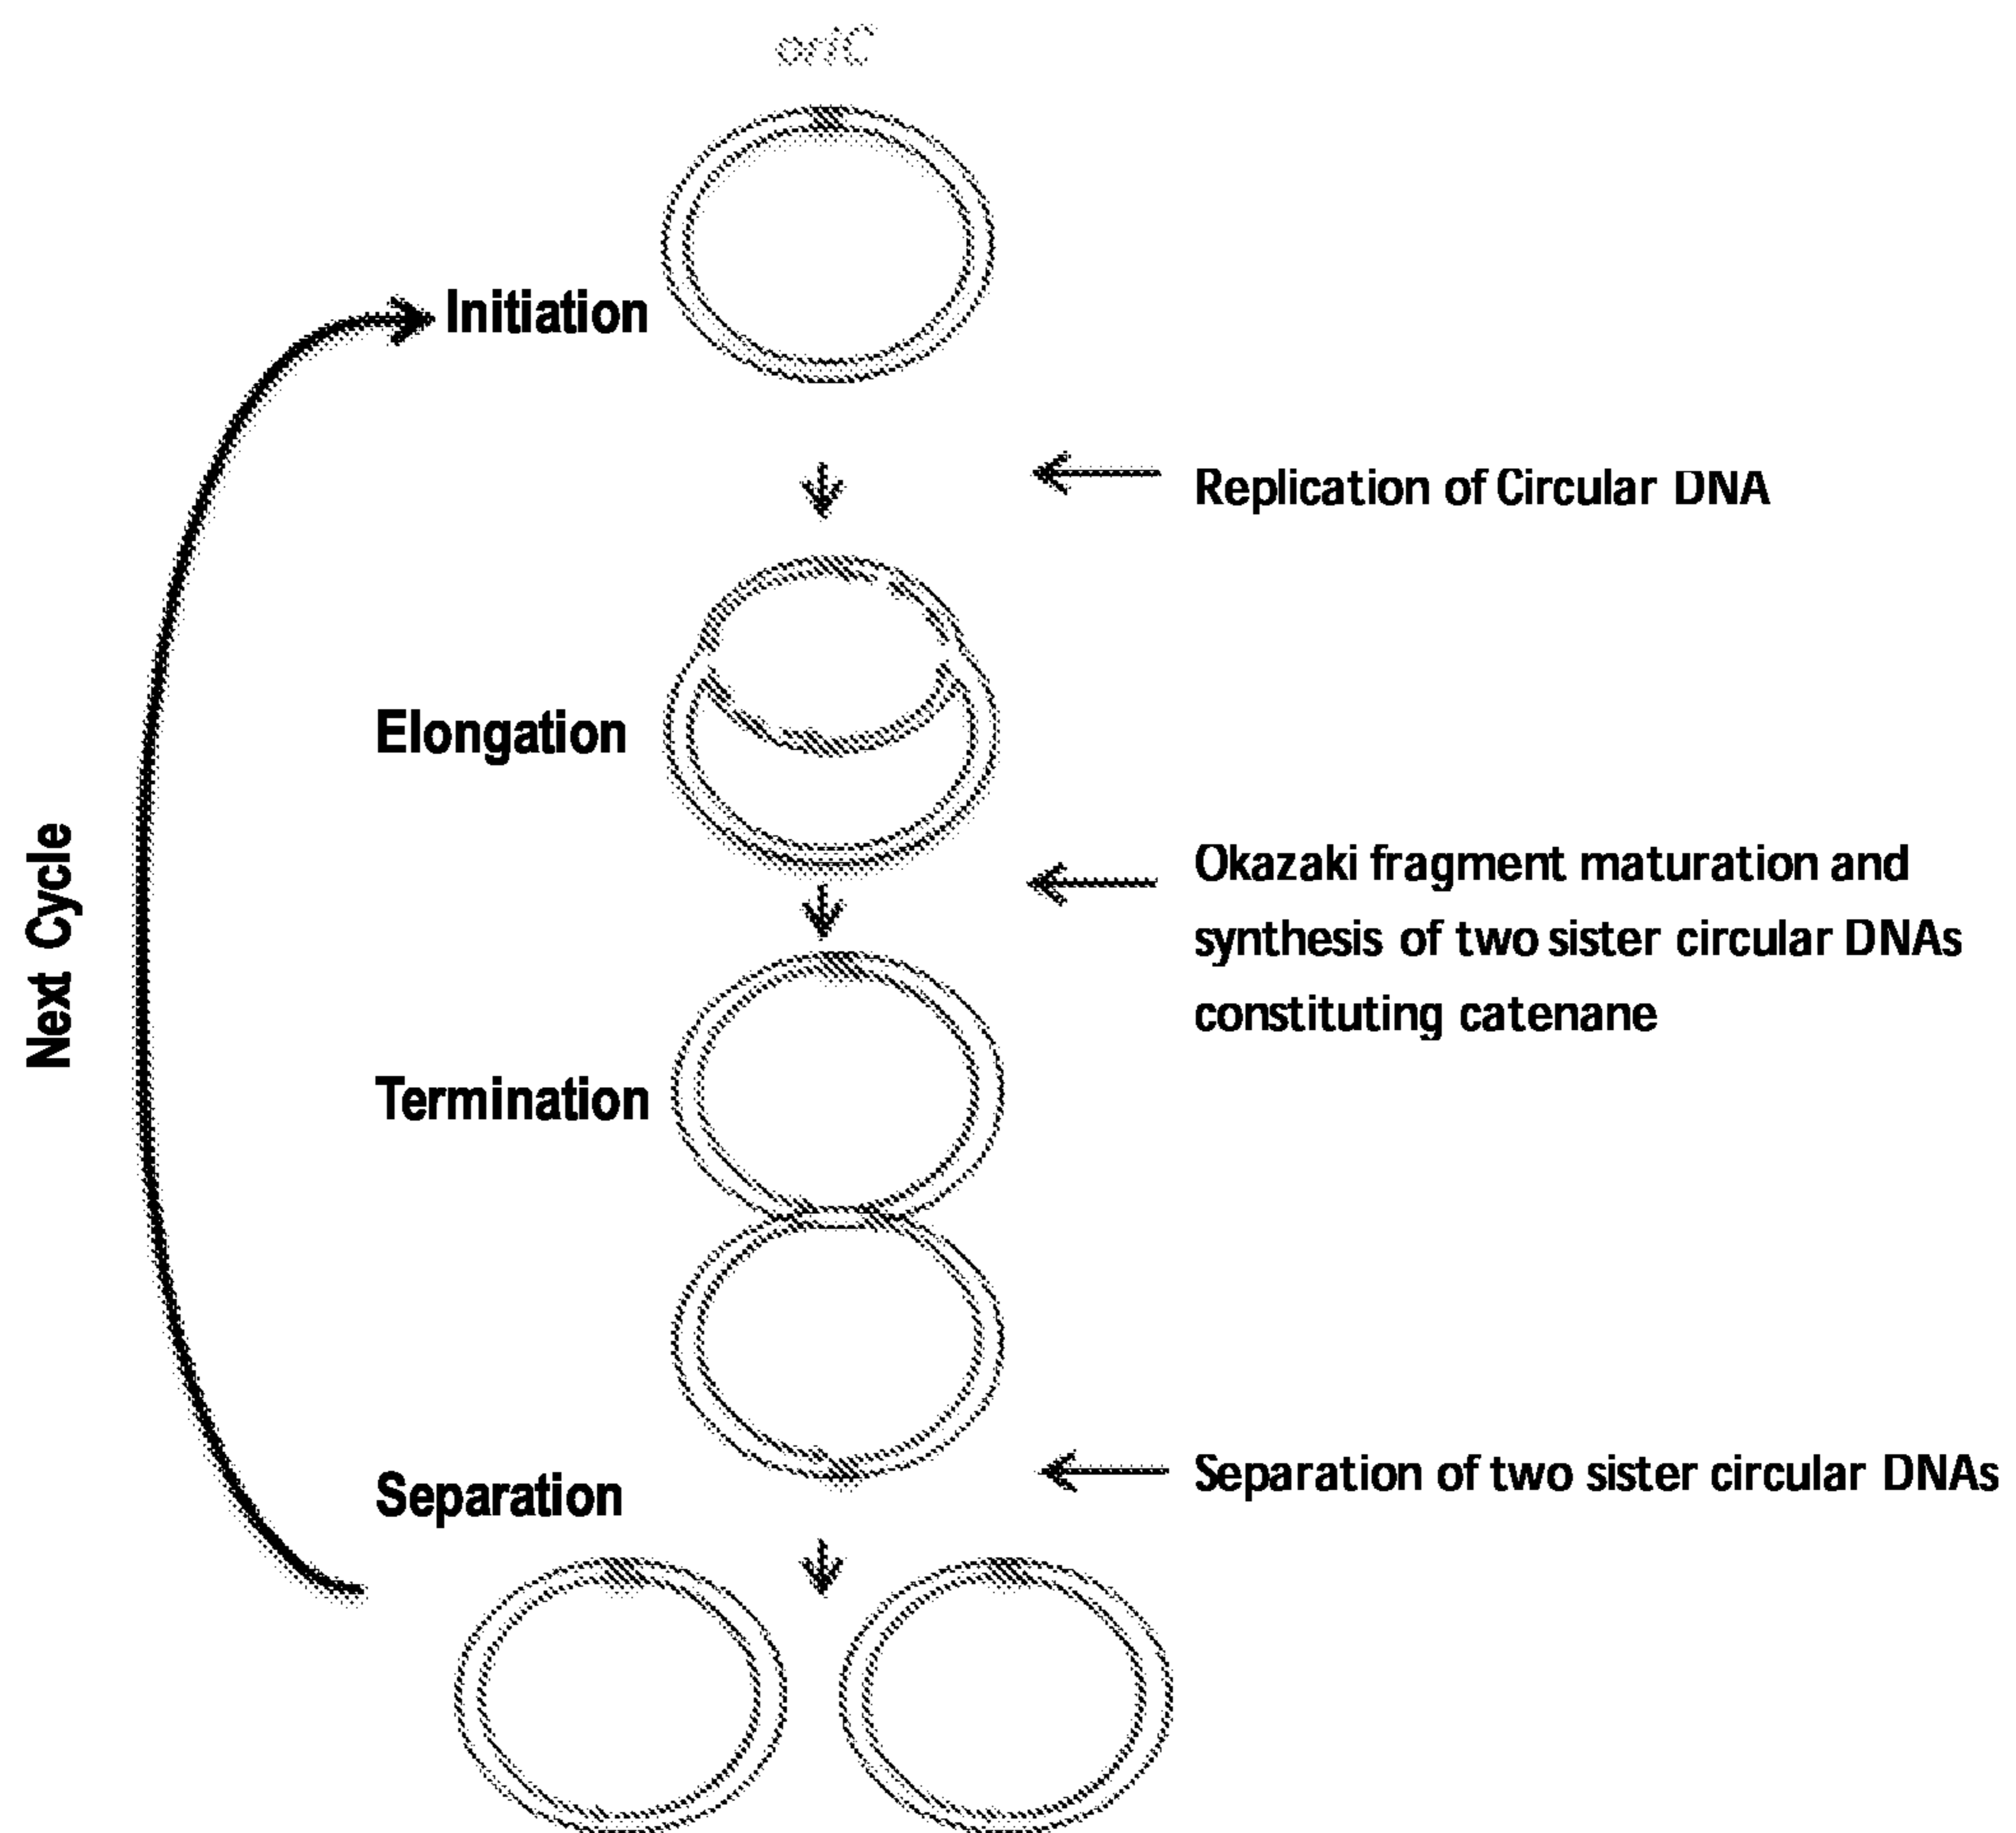 oriC
Initiation
Replication of Circular DNA
Elongation
Okazaki fragment maturation and
synthesis of two sister circular DNAs
constituting catenane
Next Cycle
Termination
Separation of two sister circular DNAs
Separation